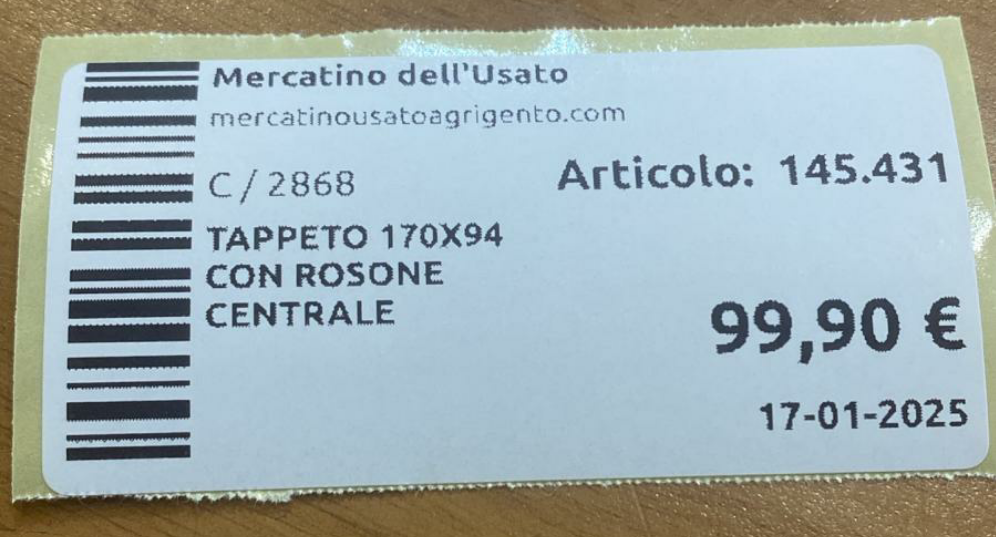 Mercatino dell'Usato
mercatinousatoagrigento.com
C / 2868
Articolo: 145.431
TAPPETO 170X94
CON ROSONE
CENTRALE
99,90 €
17-01-2025